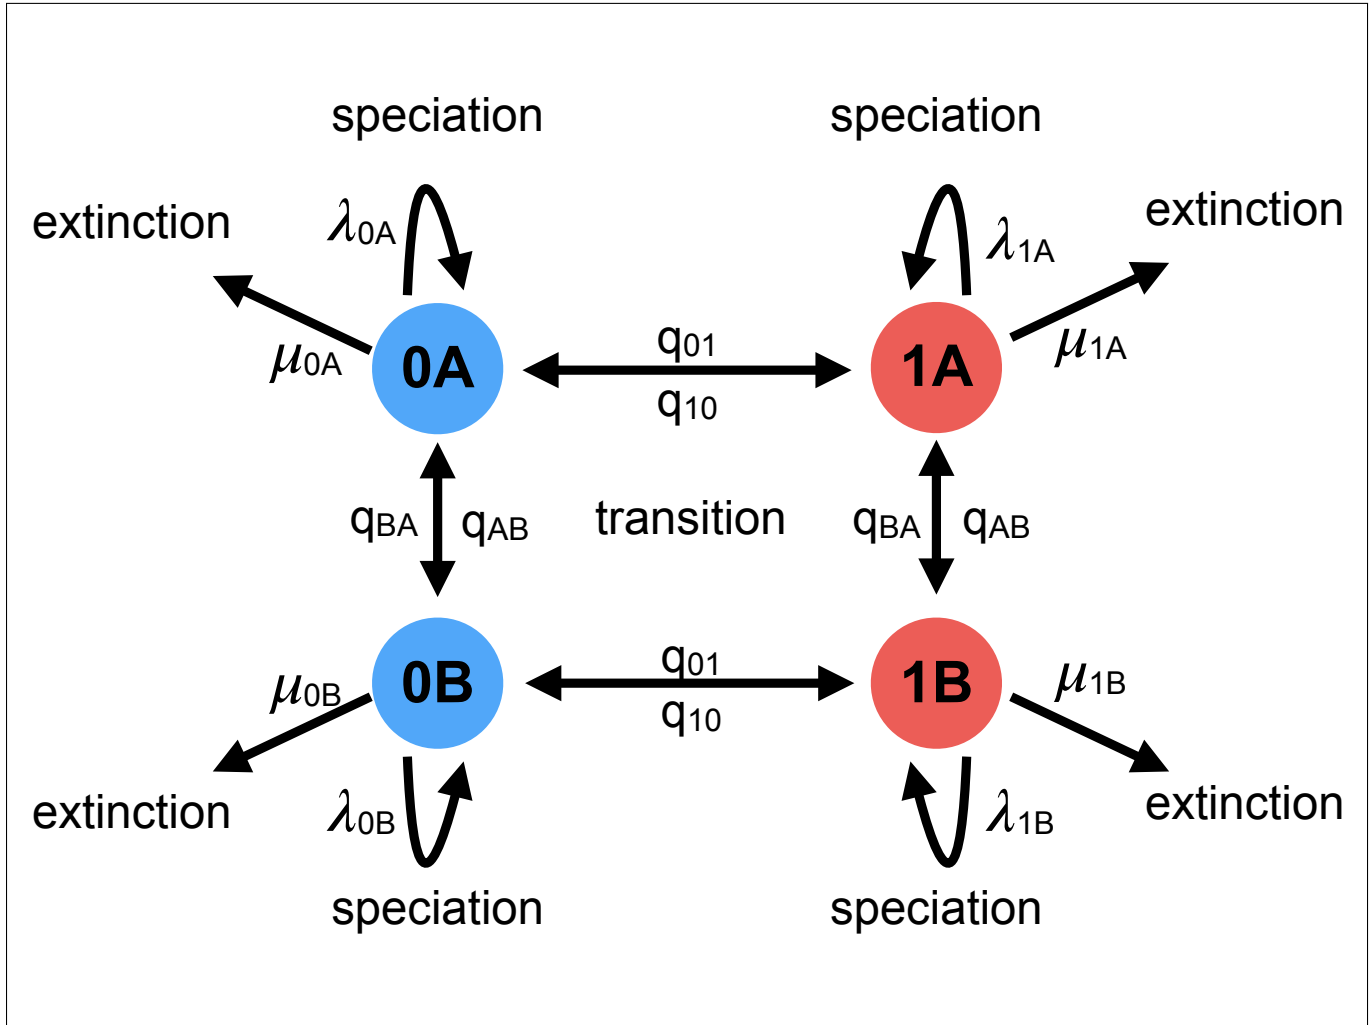 speciation speciation
extinction λ0A λ1A extinction
μ0A 0A q01 1A μ1A
q10
qBA qAB transition qBA qAB
μ0B 0B q01 1B μ1B
q10
extinction λ0B λ1B extinction
speciation speciation